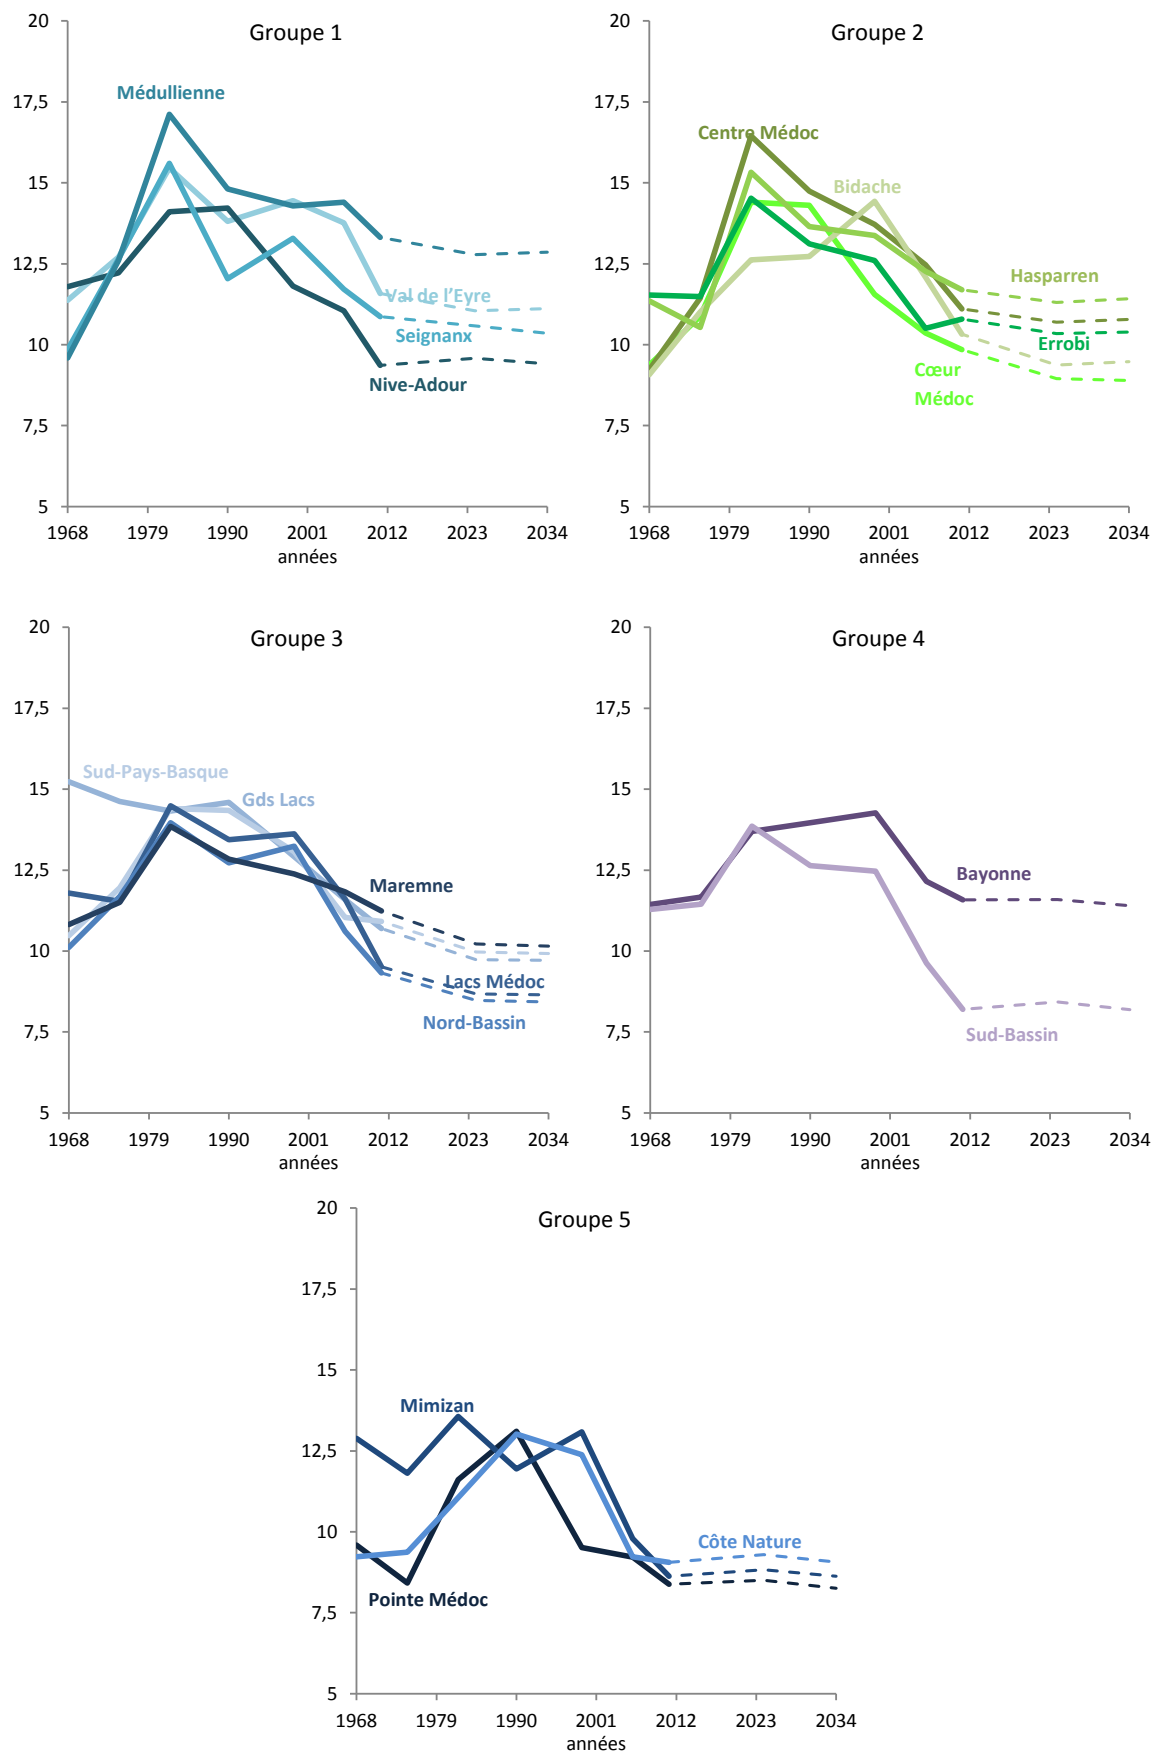 Groupe 1
20
17,5
15
12,5
10
7,5
5
Médullienne
Val de l'Eyre
Seignanx
Nive-Adour
1968 1979 1990 2001 2012 2023 2034
années
Groupe 2
20
17,5
15
12,5
10
7,5
5
Centre Médoc
Bidache
Hasparren
Errobi
Cœur
Médoc
1968 1979 1990 2001 2012 2023 2034
années
Groupe 3
20
17,5
15
12,5
10
7,5
5
Sud-Pays-Basque
Gds Lacs
Maremne
Lacs Médoc
Nord-Bassin
1968 1979 1990 2001 2012 2023 2034
années
Groupe 4
20
17,5
15
12,5
10
7,5
5
Bayonne
Sud-Bassin
1968 1979 1990 2001 2012 2023 2034
années
Groupe 5
20
17,5
15
12,5
10
7,5
5
Mimizan
Côte Nature
Pointe Médoc
1968 1979 1990 2001 2012 2023 2034
années